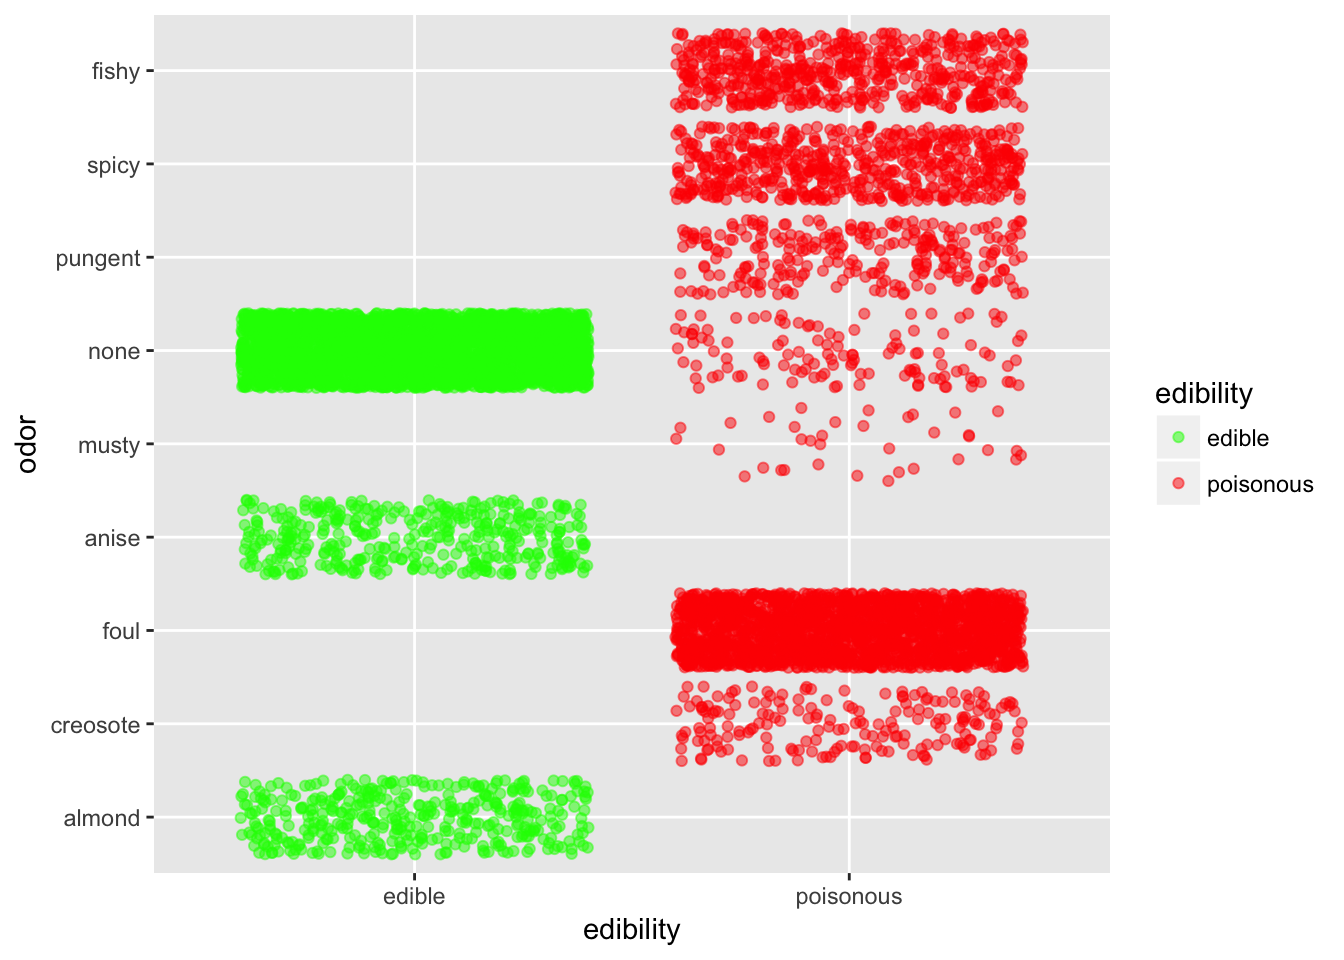 fishy
spicy
pungent
none
musty
anise
foul
creosote
almond
odor
edible
poisonous
edibility
edibility
edible
poisonous